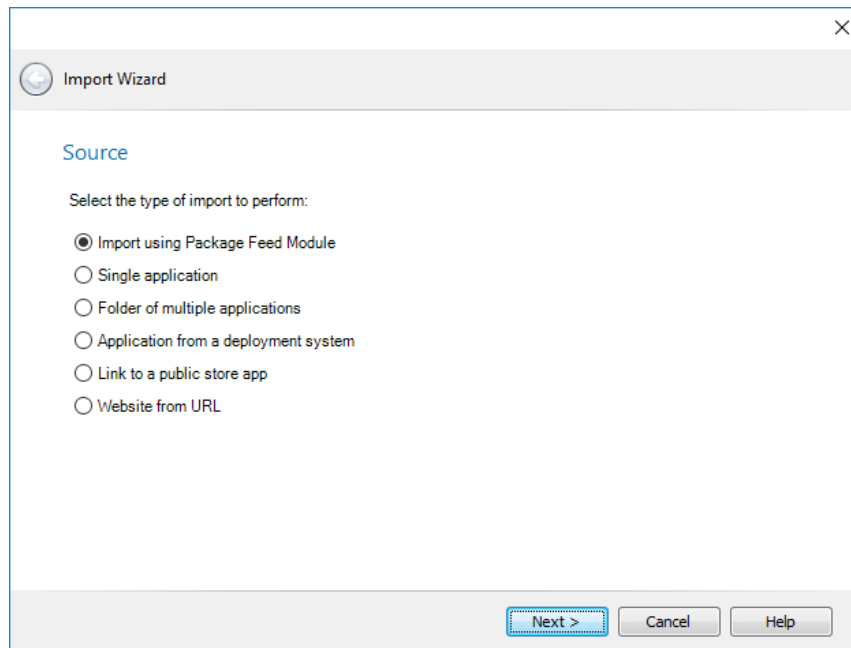 Import Wizard
Source
Select the type of import to perform:
Import using Package Feed Module
Single application
Folder of multiple applications
Application from a deployment system
Link to a public store app
Website from URL
Next >
Cancel
Help